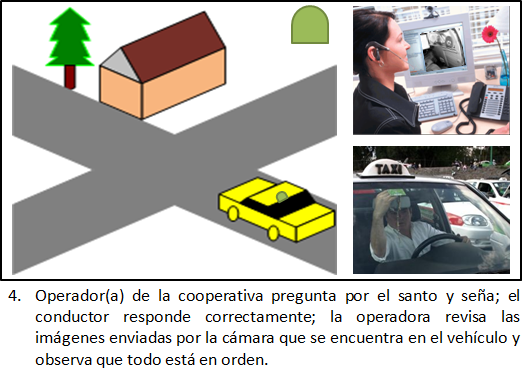 TAXI
4. Operador(a) de la cooperativa pregunta por el santo y seña; el
conductor responde correctamente; la operadora revisa las
imágenes enviadas por la cámara que se encuentra en el vehículo y
observa que todo está en orden.